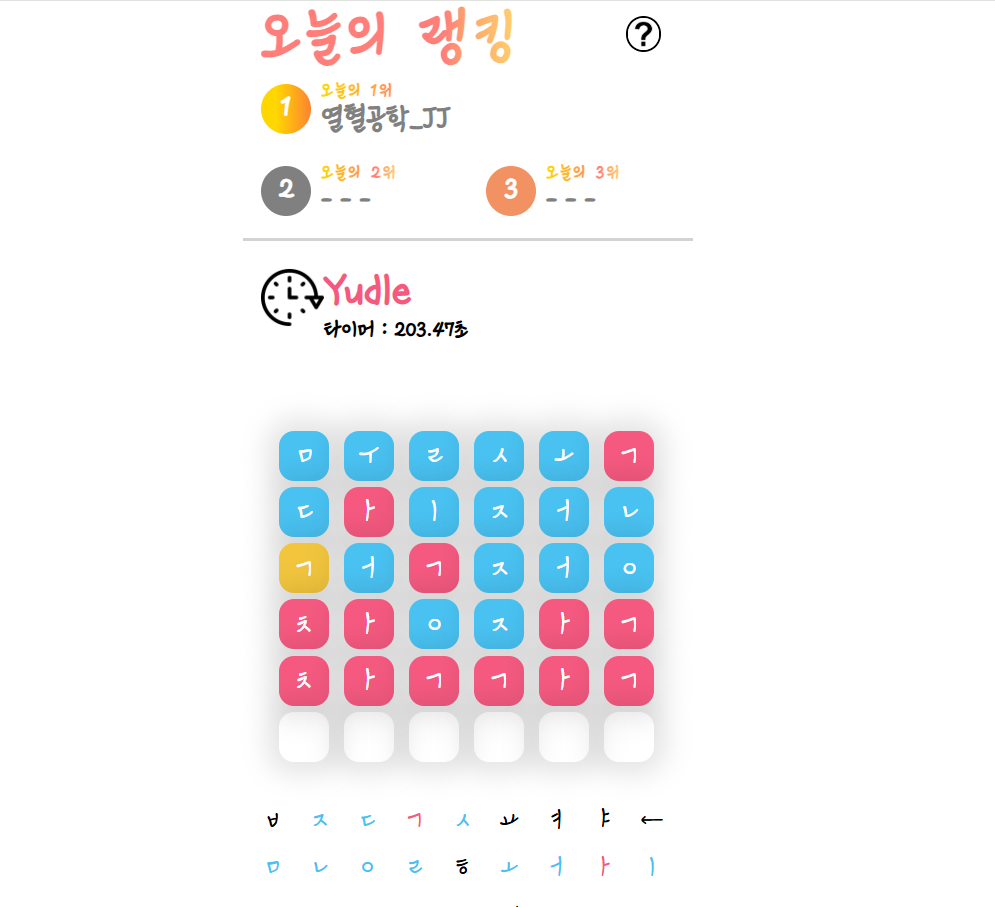 오늘의 랭킹
?
1
오늘의 1위
열혈공학_JJ
2
오늘의 2위
- - -
3
오늘의 3위
- - -
Yudle
타이머 : 203.47초
ㅁ ㅜ ㄹ ㅅ ㅗ ㄱ
ㄷ ㅏ ㅣ ㅈ ㅓ ㄴ
ㄱ ㅓ ㄱ ㅈ ㅓ ㅇ
ㅊ ㅏ ㅇ ㅈ ㅏ ㄱ
ㅊ ㅏ ㄱ ㄱ ㅏ ㄱ
ㅂ ㅈ ㄷ ㄱ ㅅ ㅛ ㅕ ㅑ ←
ㅁ ㄴ ㅇ ㄹ ㅎ ㅗ ㅓ ㅏ ㅣ